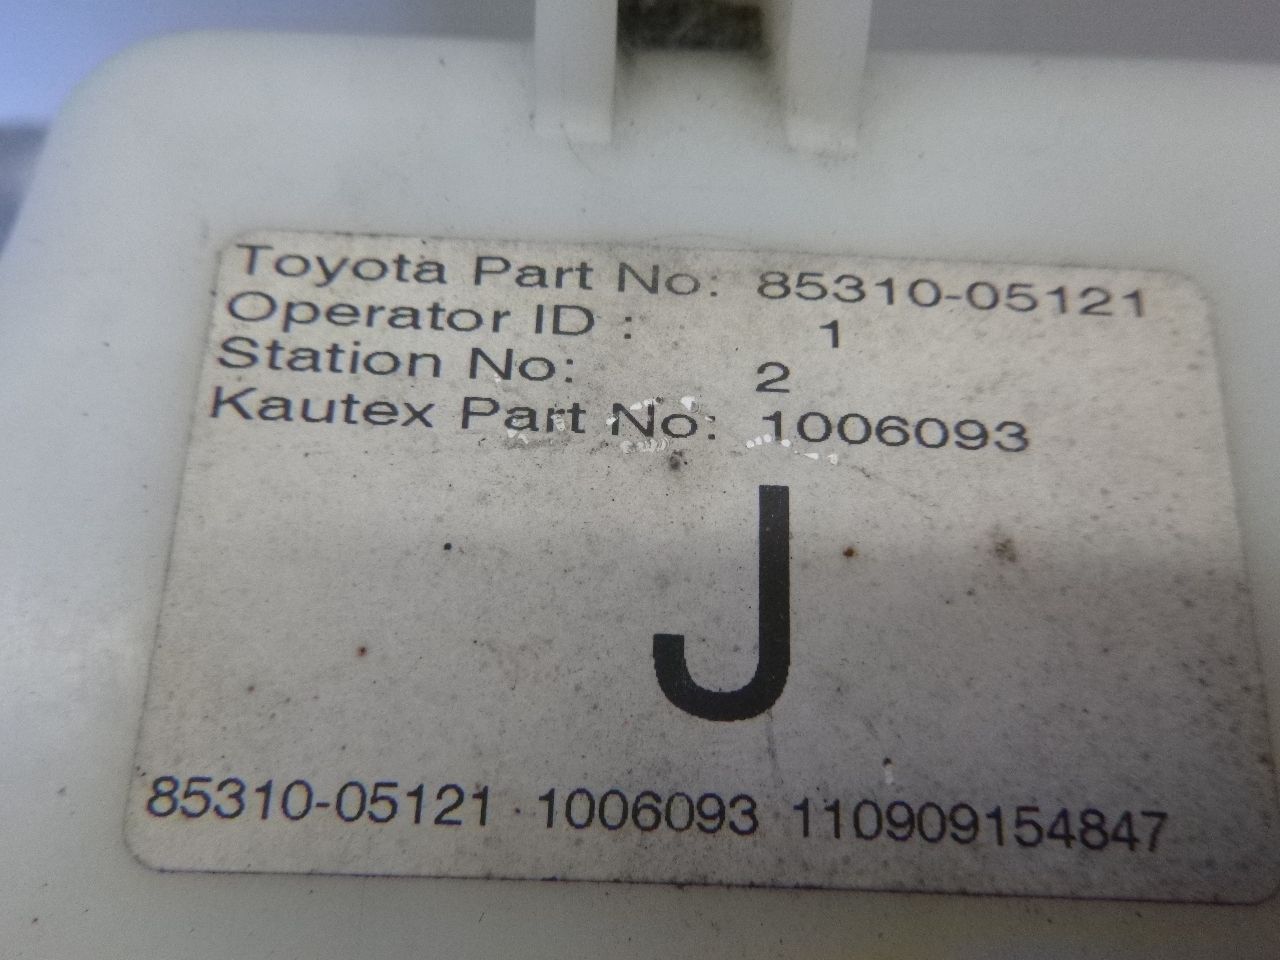 Toyota Part No: 85310-05121
Operator ID : 1
Station No: 2
Kautex Part No: 1006093
J
85310-05121 1006093 110909154847